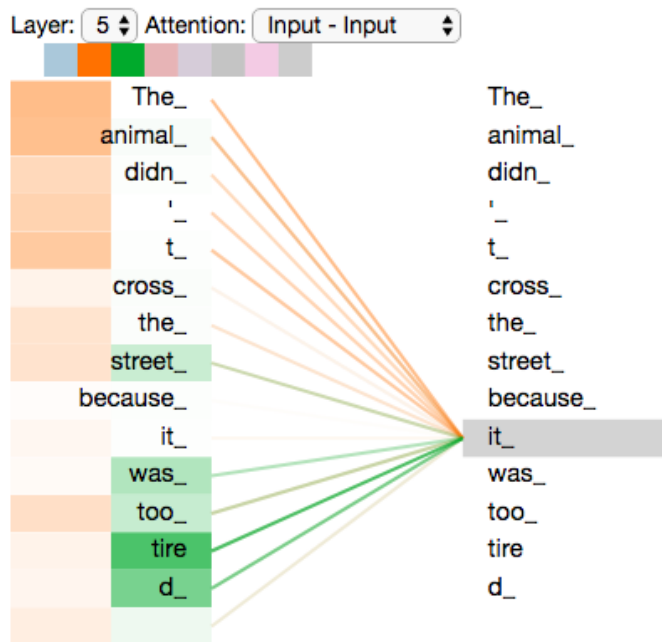 Layer: 5 Attention: Input - Input
The_ The_
animal_ animal_
didn_ didn_
'_ '_
t_ t_
cross_ cross_
the_ the_
street_ street_
because_ because_
it_ it_
was_ was_
too_ too_
tire tire
d_ d_